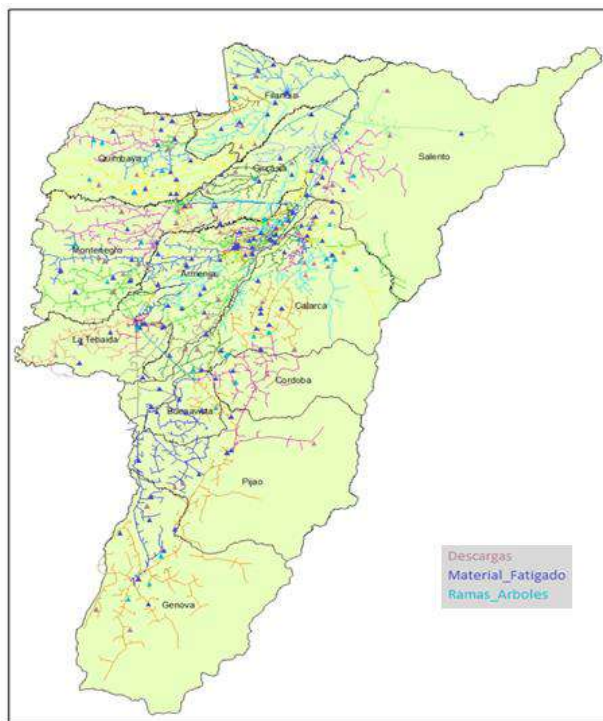 Filandia
Salento
Quimbaya
Circasia
Montenegro
Armenia
Calarca
La Tebaida
Cordoba
Buenavista
Pijao
Genova
Descargas
Material_Fatigado
Ramas_Arboles